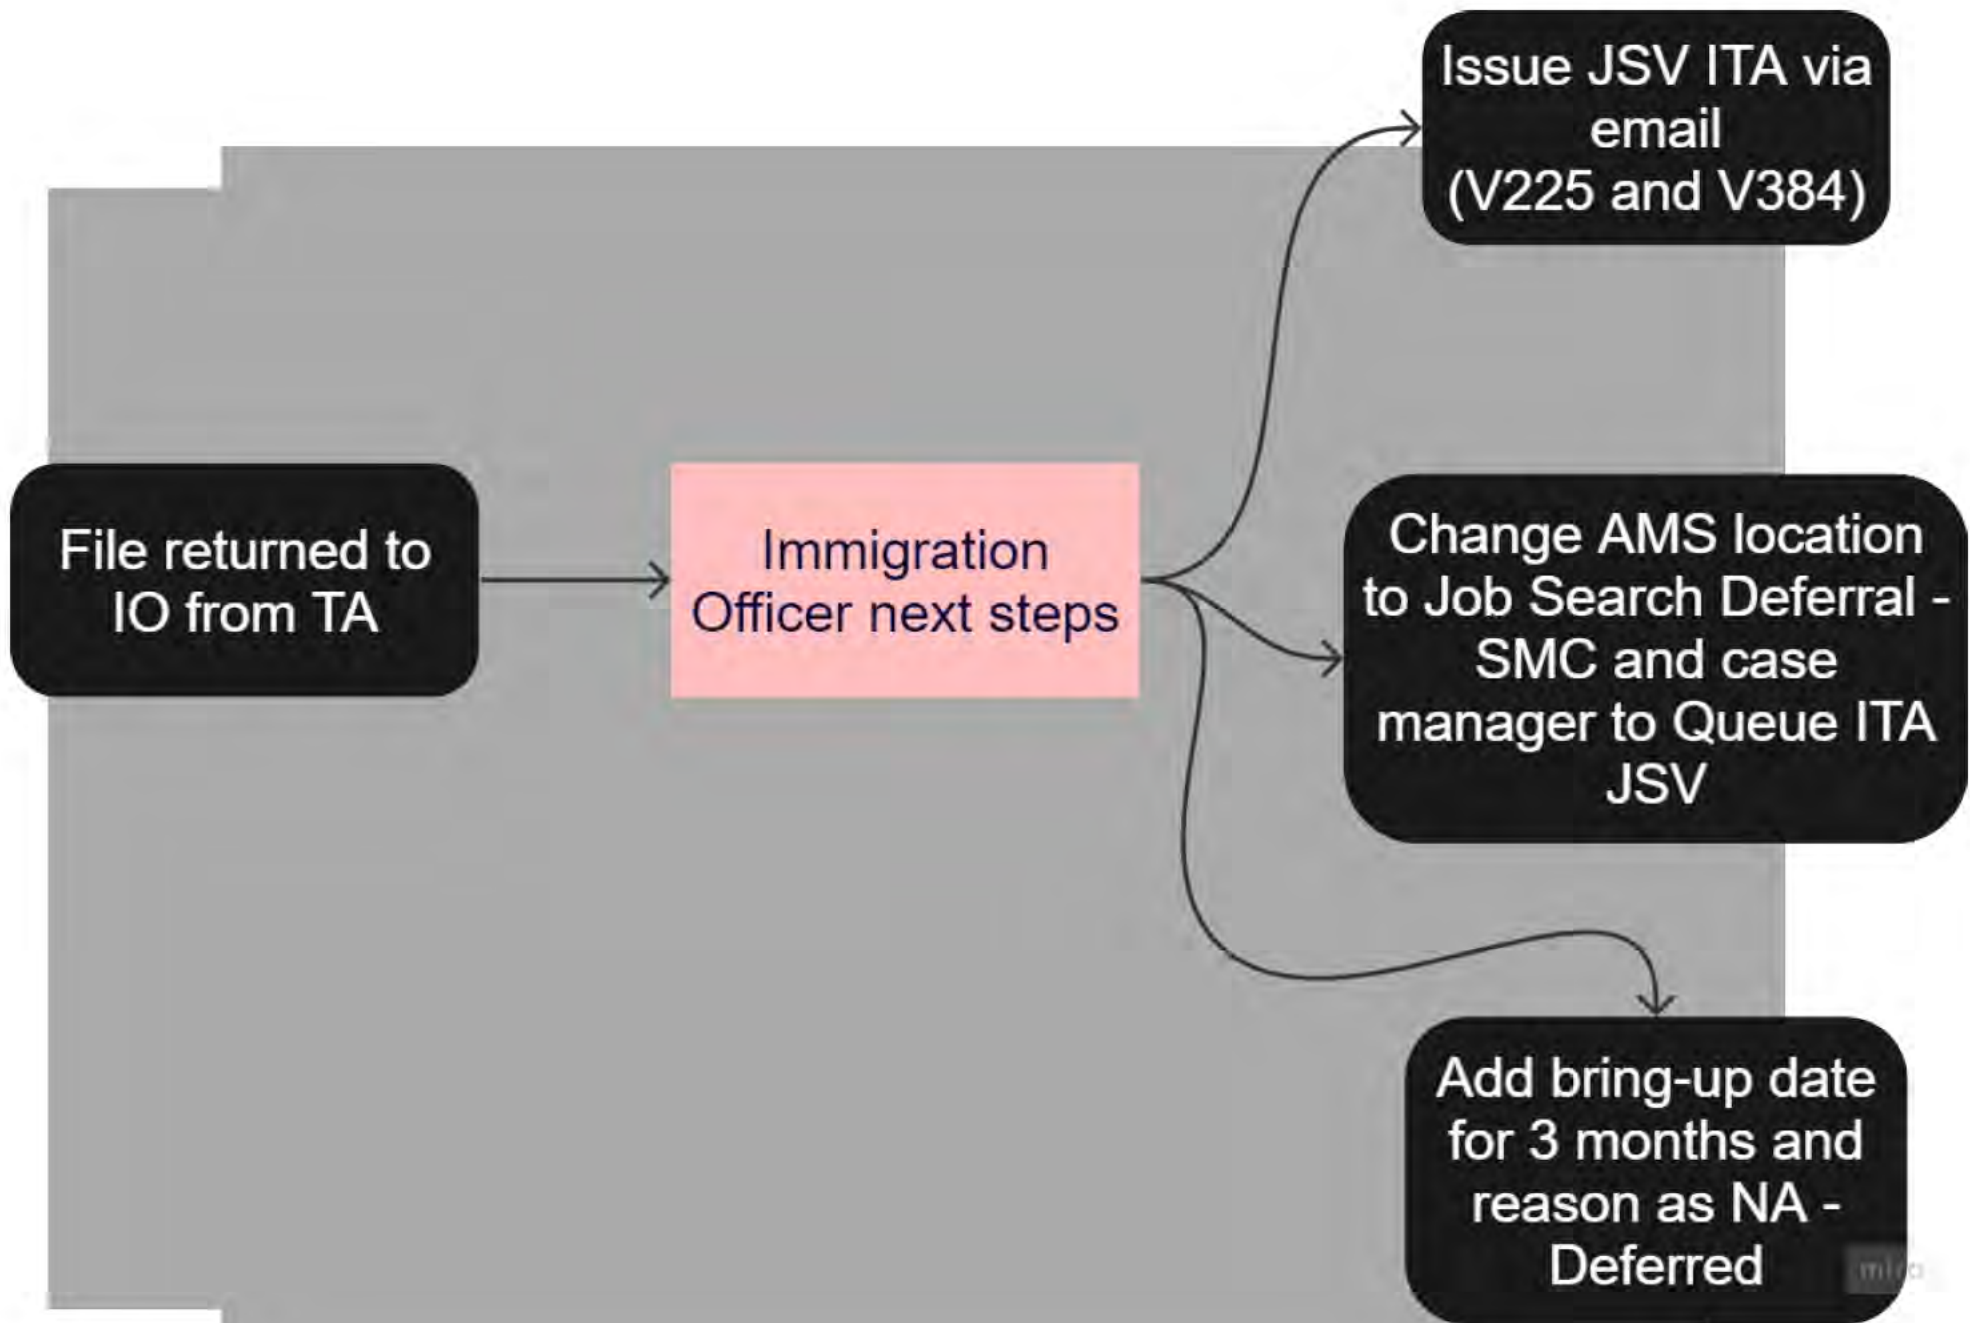 Issue JSV ITA via
email
(V225 and V384)
File returned to
IO from TA
Immigration
Officer next steps
Change AMS location
to Job Search Deferral -
SMC and case
manager to Queue ITA
JSV
Add bring-up date
for 3 months and
reason as NA -
Deferred
miro